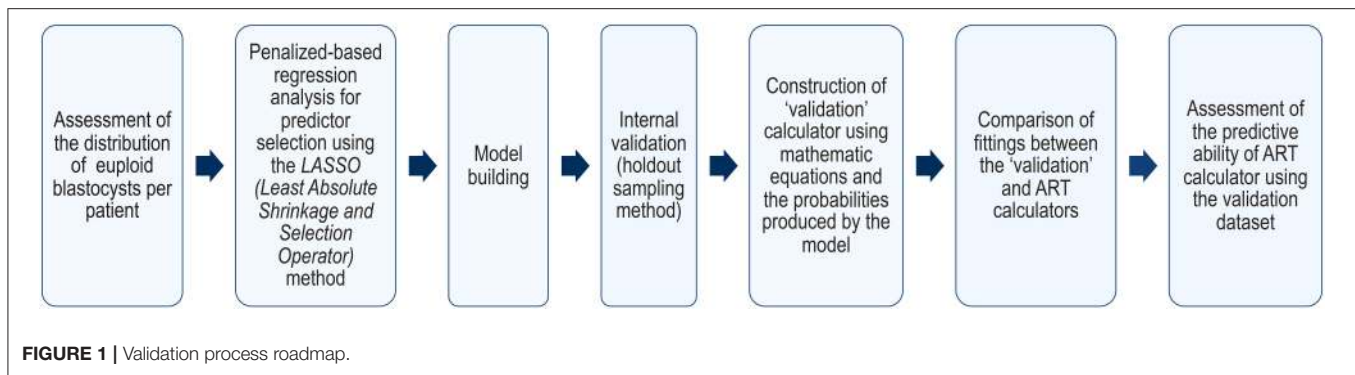 Assessment of
the distribution
of euploid
blastocysts per
patient
Penalized-based
regression
analysis for
predictor
selection using
the LASSO
(Least Absolute
Shrinkage and
Selection
Operator)
method
Model
building
Internal
validation
(holdout
sampling
method)
Construction of
‘validation’
calculator using
mathematic
equations and
the probabilities
produced by the
model
Comparison of
fittings between
the ‘validation’
and ART
calculators
Assessment of
the predictive
ability of ART
calculator using
the validation
dataset
FIGURE 1 | Validation process roadmap.